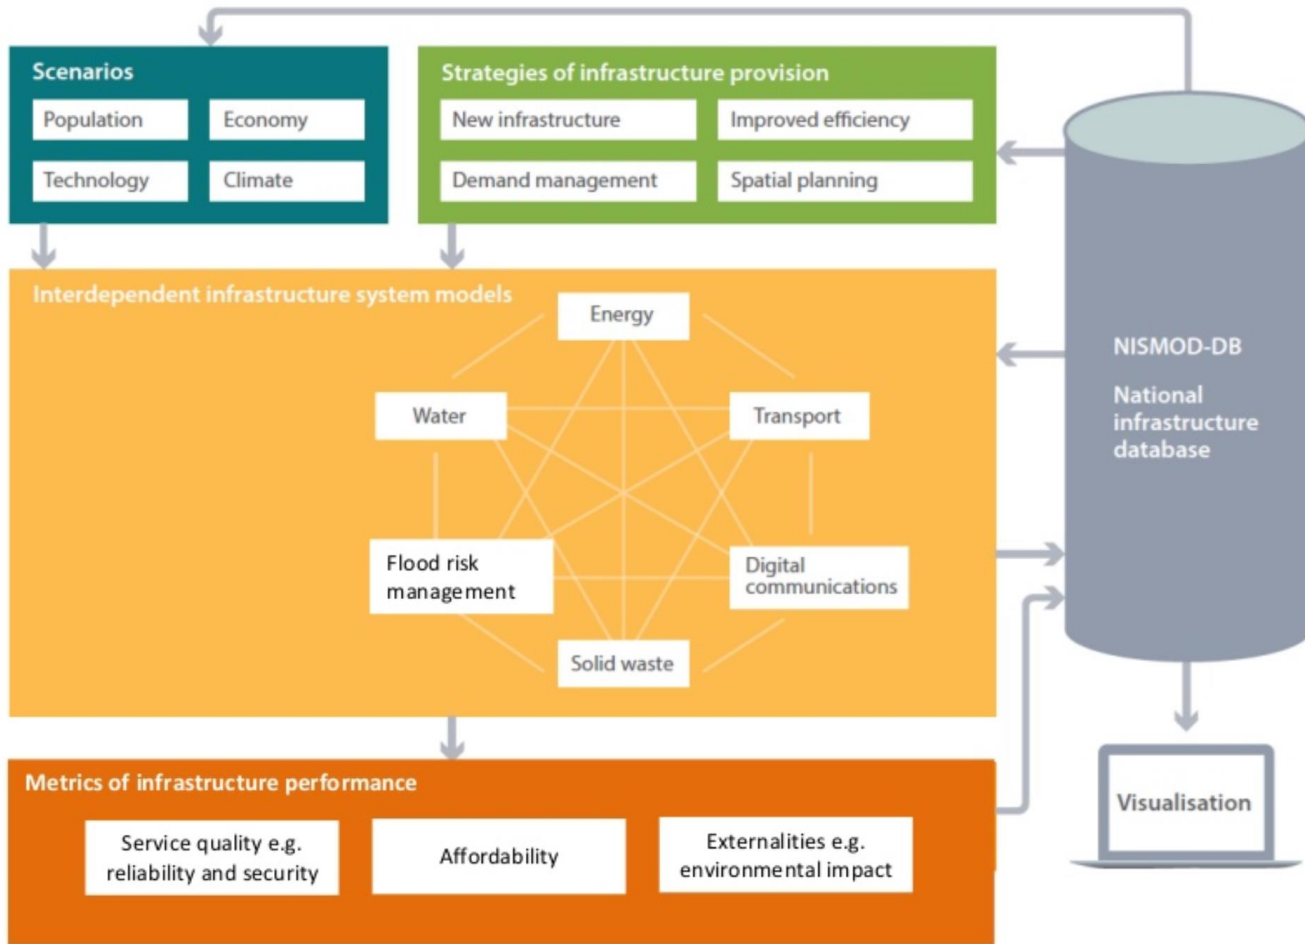 Scenarios
Population
Economy
Technology
Climate
Strategies of infrastructure provision
New infrastructure
Improved efficiency
Demand management
Spatial planning
Interdependent infrastructure system models
Energy
Water
Transport
Flood risk
management
Digital
communications
Solid waste
NISMOD-DB
National
infrastructure
database
Metrics of infrastructure performance
Service quality e.g.
reliability and security
Affordability
Externalities e.g.
environmental impact
Visualisation